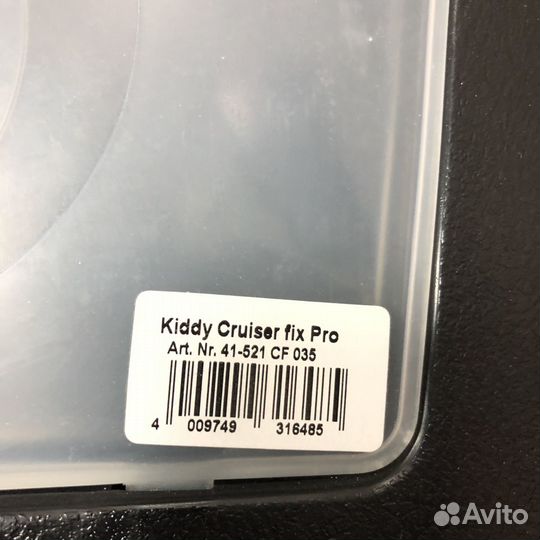 Kiddy Cruiser fix Pro
Art. Nr. 41-521 CF 035
4 009749 316485
Avito